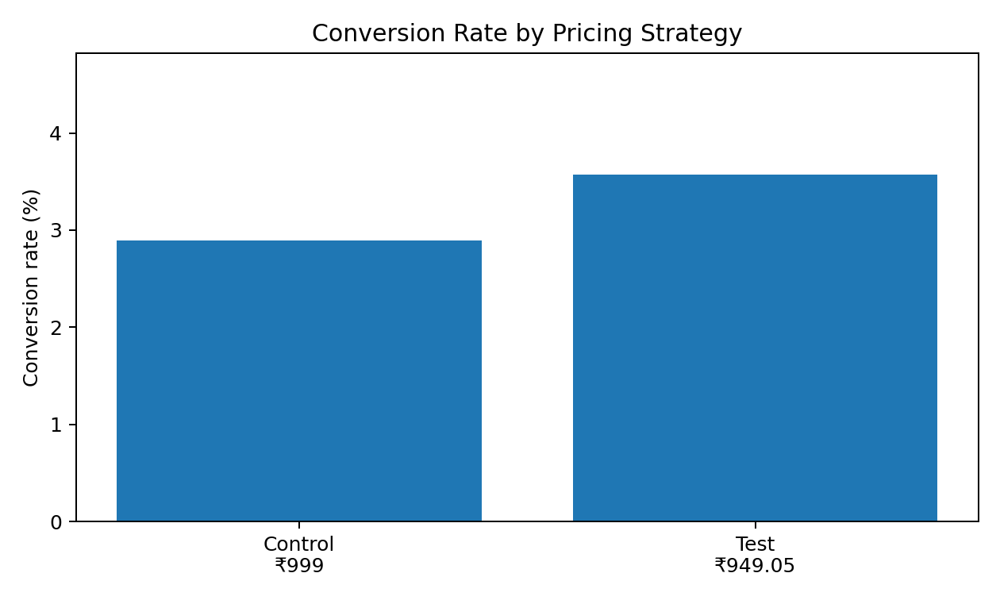 Conversion Rate by Pricing Strategy
Conversion rate (%)
4
3
2
1
0
Control
₹999
Test
₹949.05